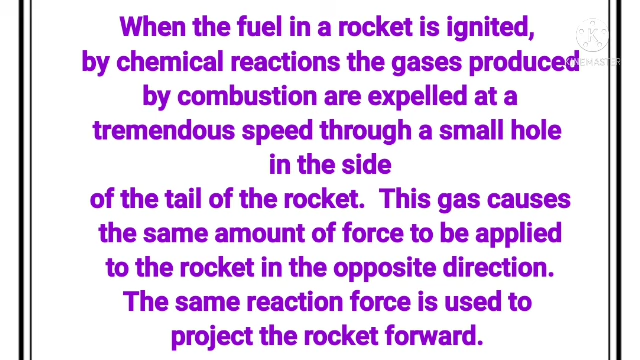 When the fuel in a rocket is ignited,
by chemical reactions the gases produced
by combustion are expelled at a
tremendous speed through a small hole
in the side
of the tail of the rocket. This gas causes
the same amount of force to be applied
to the rocket in the opposite direction.
The same reaction force is used to
project the rocket forward.
KINEMASTER